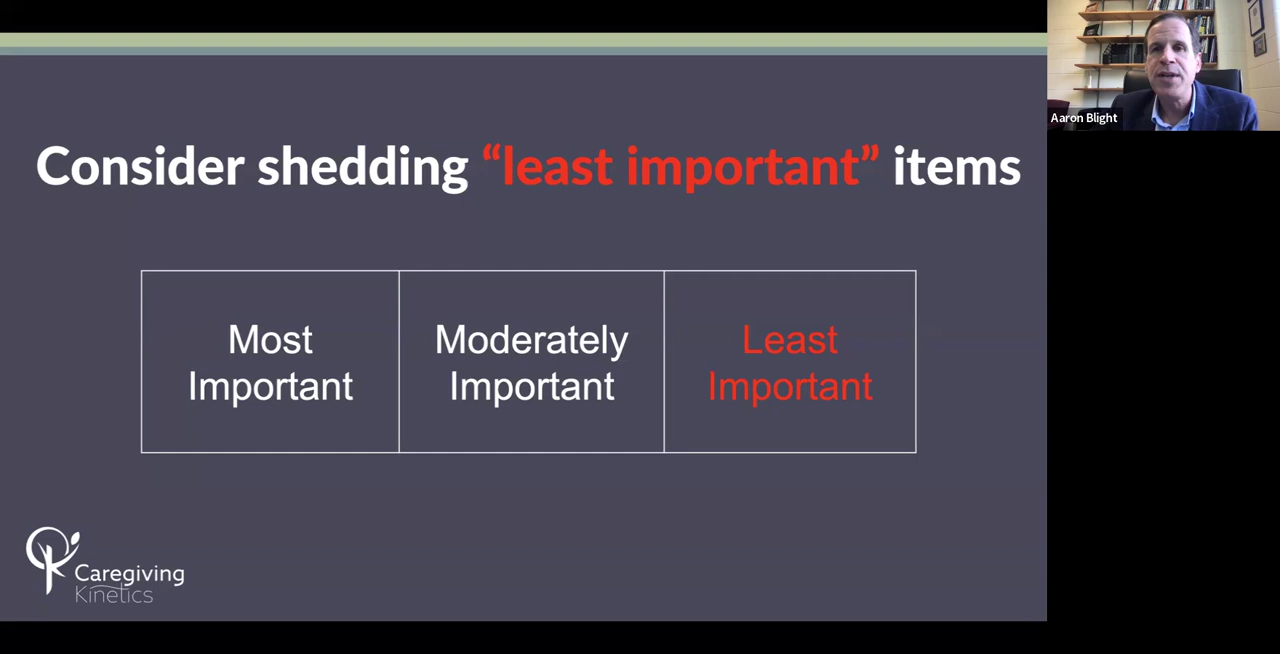 Aaron Blight
Consider shedding “least important” items
Most
Important
Moderately
Important
Least
Important
Caregiving
Kinetics